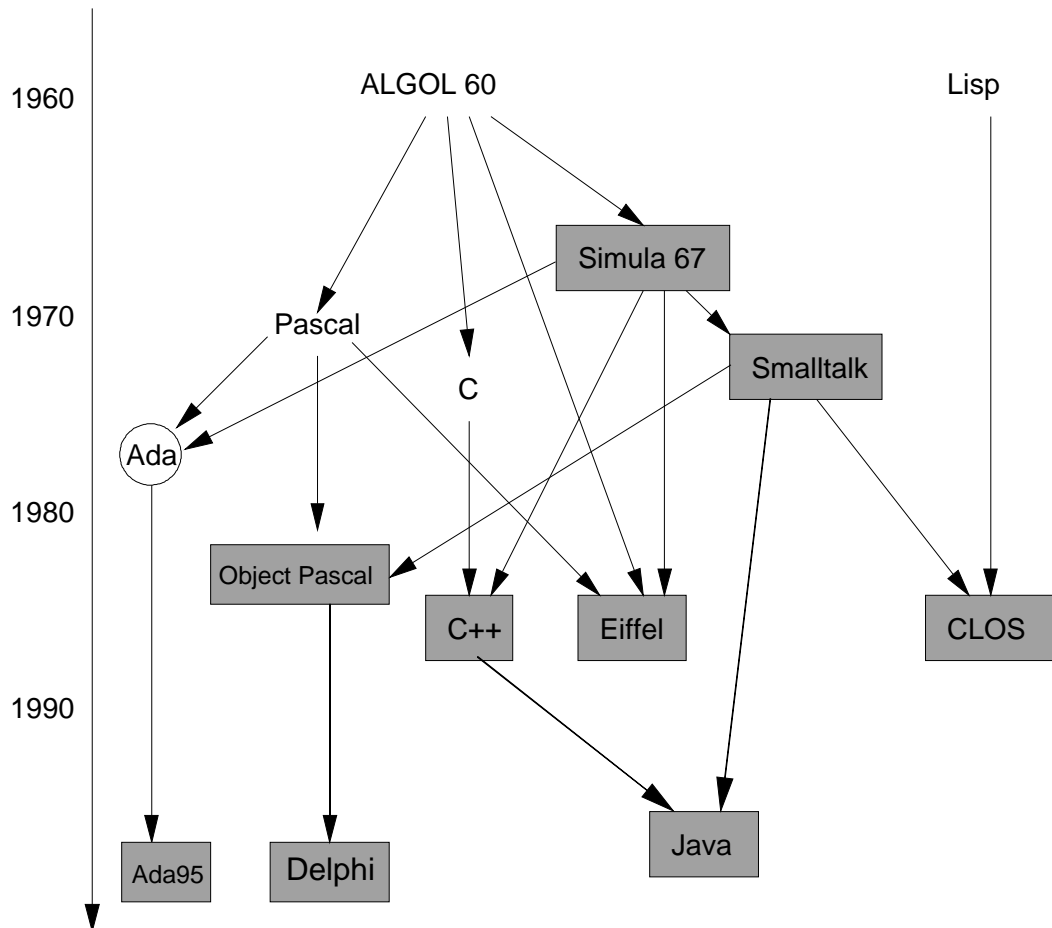 ALGOL 60
Lisp
1960
Simula 67
1970
Pascal
Smalltalk
C
Ada
1980
Object Pascal
C++
Eiffel
CLOS
1990
Java
Ada95
Delphi